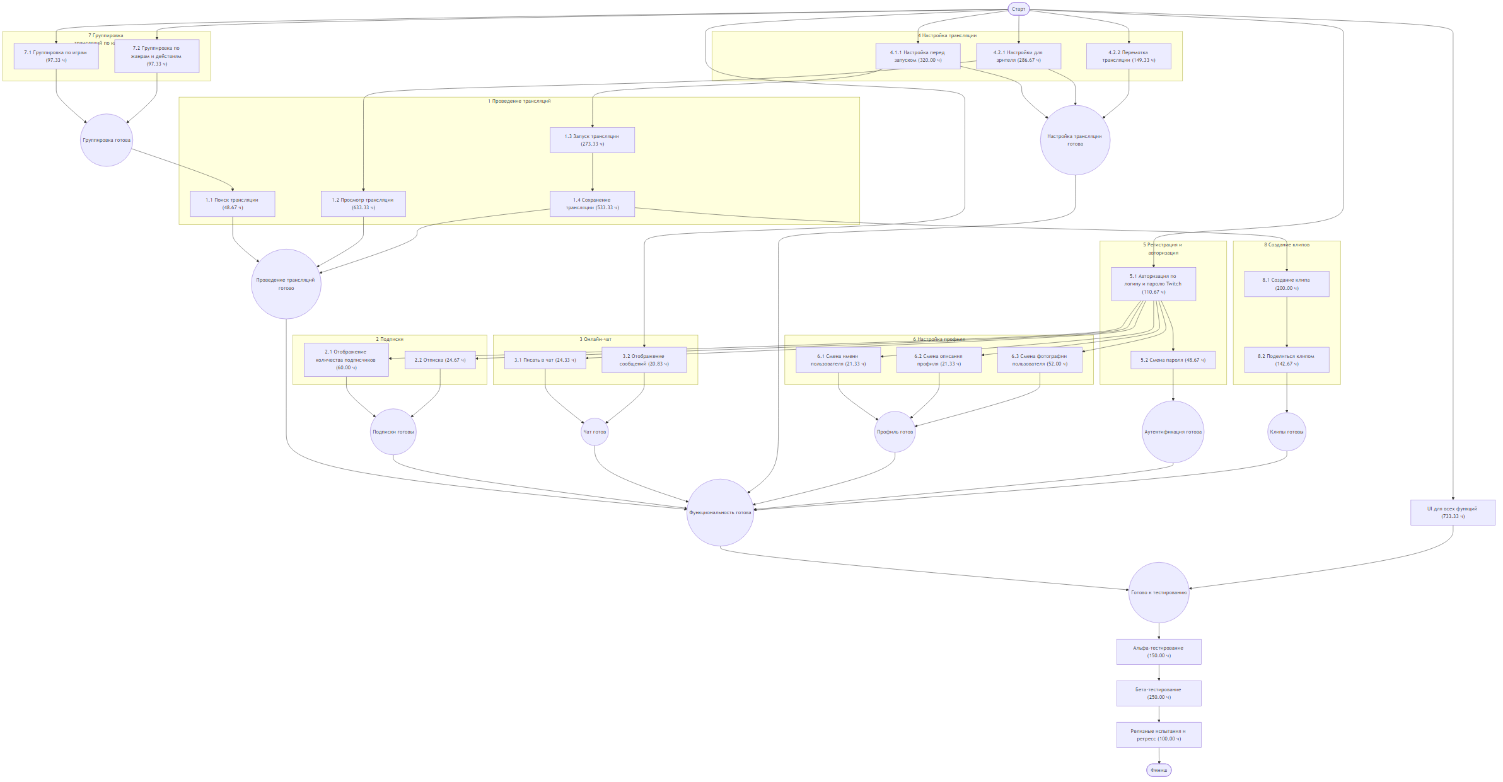 Старт
7 Группировка
трансляций по к
7.1 Группировка по играм
(97.33 ч)
7.2 Группировка по
жанрам и действиям
(97.33 ч)
4 Настройка трансляции
4.1.1 Настройка перед
запуском (320.00 ч)
4.2.1 Настройка для
зрителя (286.67 ч)
4.2.2 Перемотка
трансляции (149.33 ч)
Группировка готова
Настройка трансляции
готова
1 Проведение трансляций
1.3 Запуск трансляции
(273.33 ч)
1.1 Поиск трансляции
(48.67 ч)
1.2 Просмотр трансляции
(633.33 ч)
1.4 Сохранение
трансляции (533.33 ч)
Проведение трансляций
готово
5 Регистрация и
авторизация
5.1 Авторизация по
логину и паролю Twitch
(110.67 ч)
8 Создание клипов
8.1 Создание клипа
(200.00 ч)
2 Подписки
2.1 Отображение
количества подписчиков
(60.00 ч)
2.2 Отписка (24.67 ч)
3 Онлайн-чат
3.1 Писать в чат (24.33 ч)
3.2 Отображение
сообщений (20.83 ч)
6 Настройка профиля
6.1 Смена имени
пользователя (21.33 ч)
6.2 Смена описания
профиля (21.33 ч)
6.3 Смена фотографии
пользователя (52.00 ч)
5.2 Смена пароля (48.67 ч)
8.2 Поделиться клипом
(142.67 ч)
Подписки готовы
Чат готов
Профиль готов
Аутентификация готова
Клипы готовы
Функциональность готова
UI для всех функций
(733.33 ч)
Готово к тестированию
Альфа-тестирование
(150.00 ч)
Бета-тестирование
(250.00 ч)
Релизные испытания и
регресс (100.00 ч)
Финиш